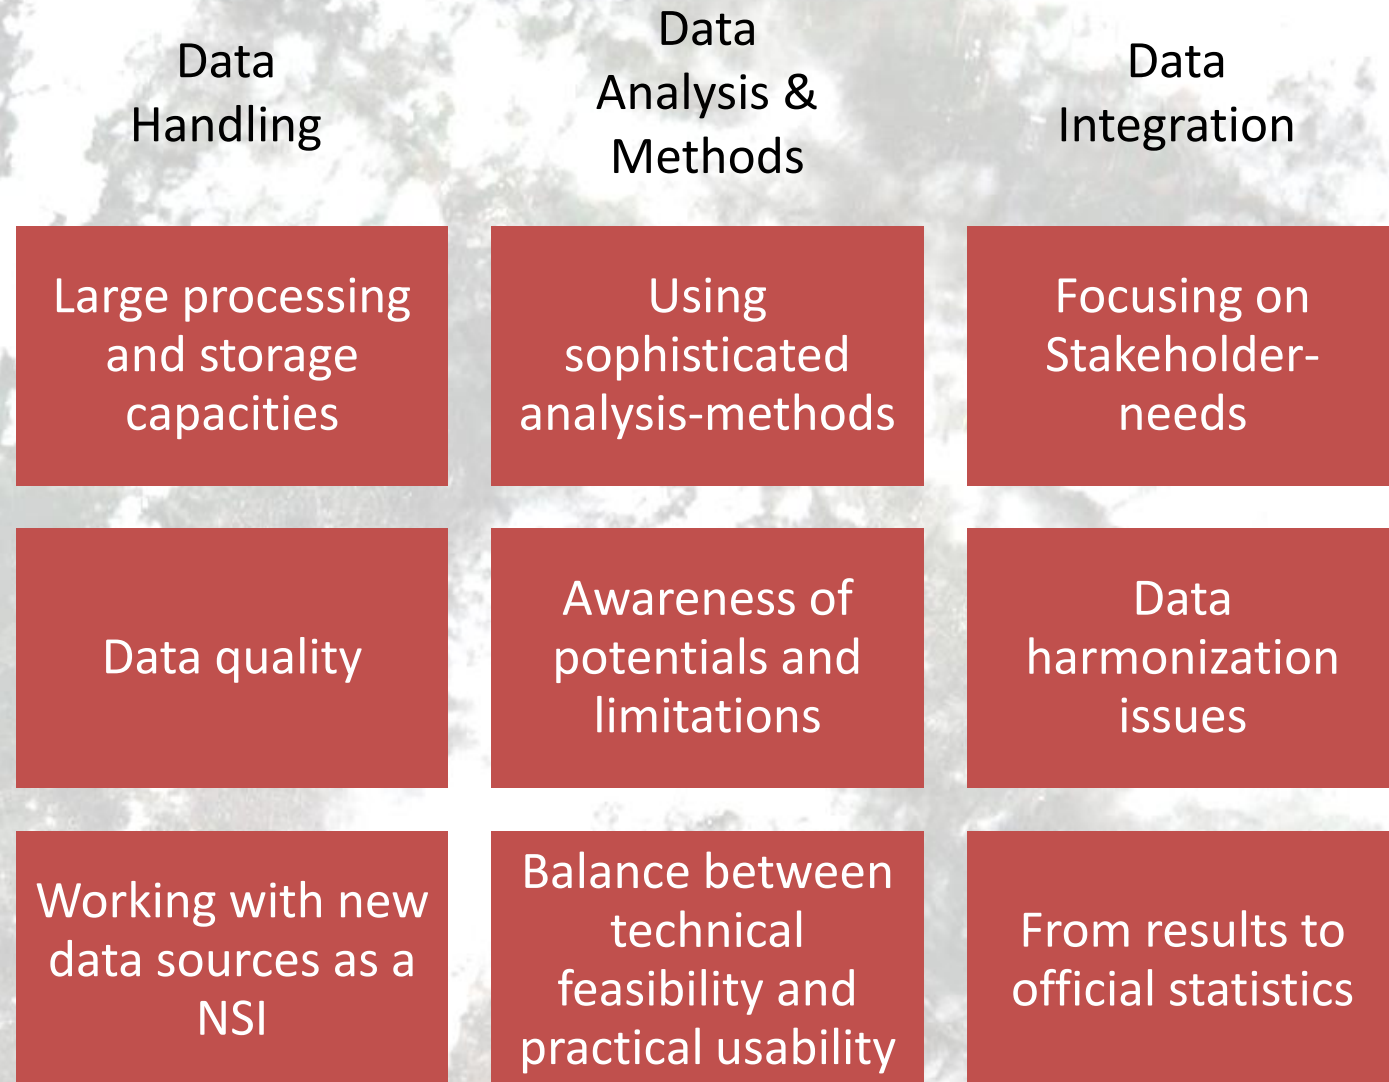 Data
Handling
Data
Analysis &
Methods
Data
Integration
Large processing
and storage
capacities
Using
sophisticated
analysis-methods
Focusing on
Stakeholder-
needs
Data quality
Awareness of
potentials and
limitations
Data
harmonization
issues
Working with new
data sources as a
NSI
Balance between
technical
feasibility and
practical usability
From results to
official statistics